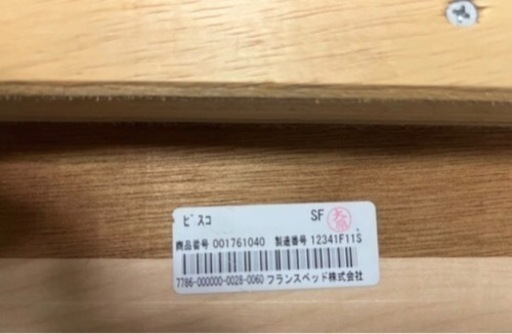 ビスコ SF
商品番号 001761040 製造番号 12341F11S
7786-000000-0028-0060 フランスベッド株式会社